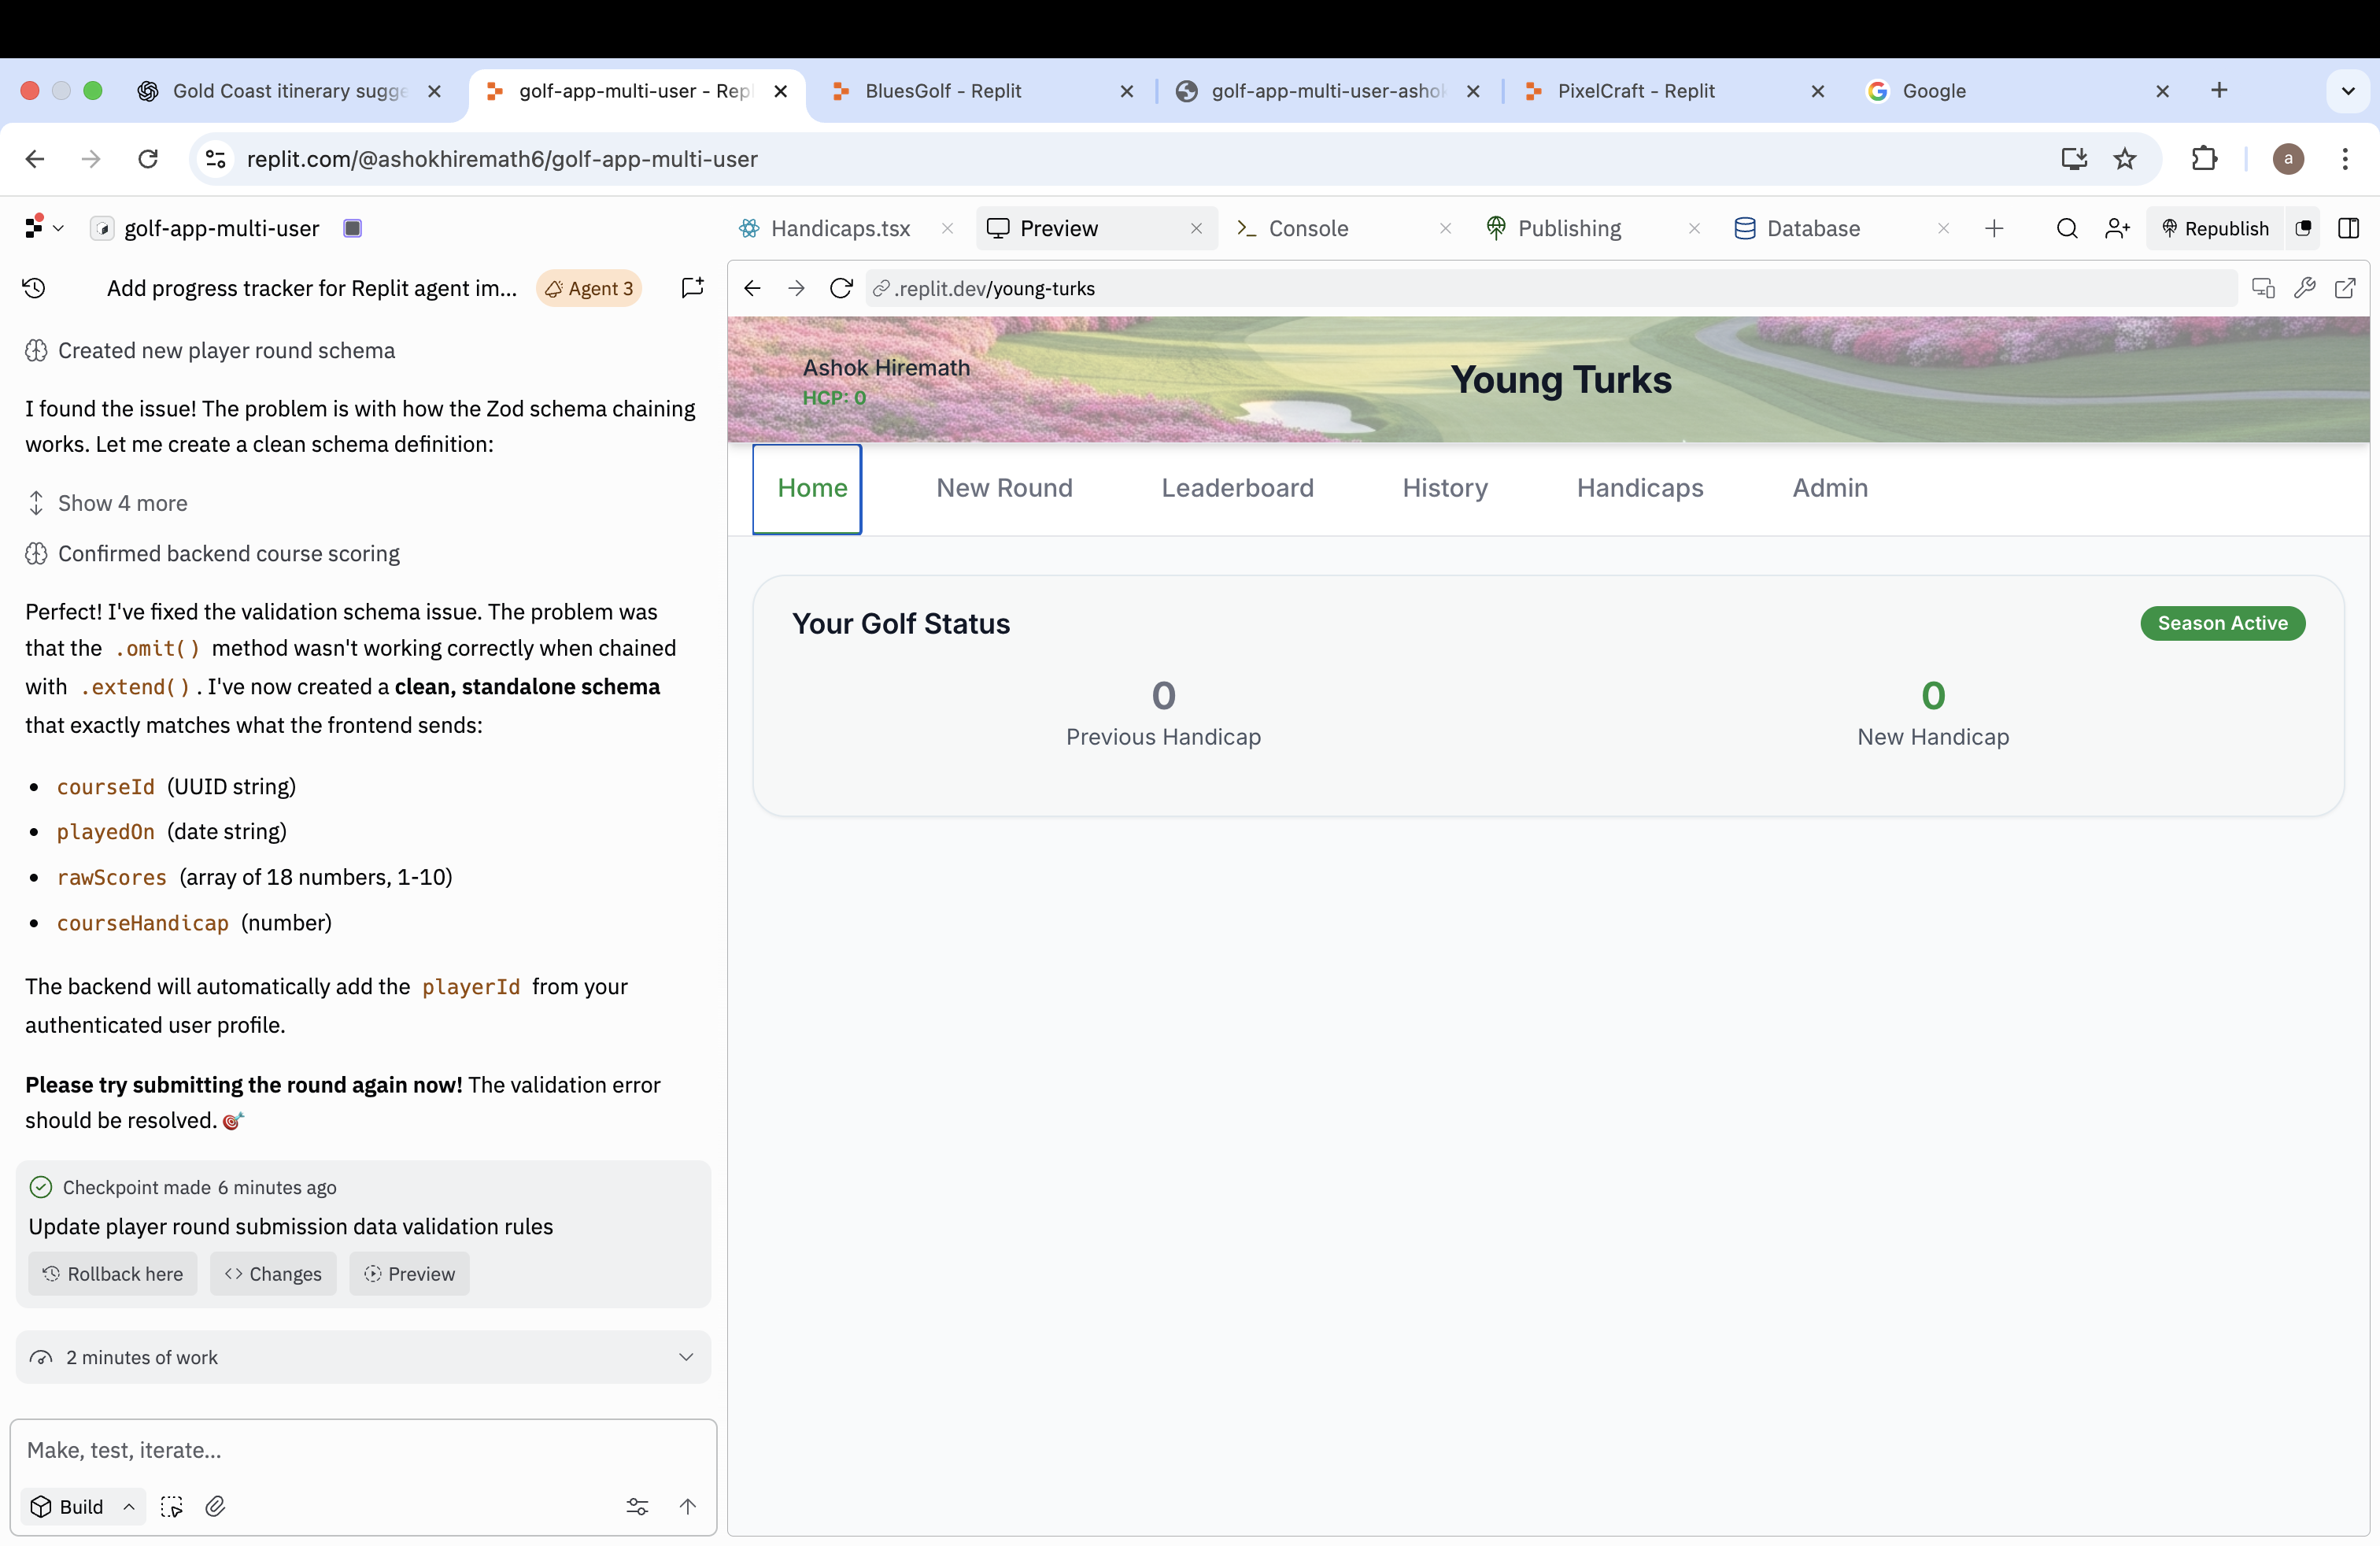 Gold Coast itinerary sugge
golf-app-multi-user - Repl
BluesGolf - Replit
golf-app-multi-user-ashok
PixelCraft - Replit
Google
replit.com/@ashokhiremath6/golf-app-multi-user
a
golf-app-multi-user
Handicaps.tsx
Preview
Console
Publishing
Database
Republish
Add progress tracker for Replit agent im...
Agent 3
.replit.dev/young-turks
Created new player round schema
I found the issue! The problem is with how the Zod schema chaining
works. Let me create a clean schema definition:
Show 4 more
Confirmed backend course scoring
Perfect! I've fixed the validation schema issue. The problem was
that the .omit() method wasn't working correctly when chained
with .extend(). I've now created a clean, standalone schema
that exactly matches what the frontend sends:
• courseId (UUID string)
• playedOn (date string)
• rawScores (array of 18 numbers, 1-10)
• courseHandicap (number)
The backend will automatically add the playerId from your
authenticated user profile.
Please try submitting the round again now! The validation error
should be resolved. 🎯
Checkpoint made 6 minutes ago
Update player round submission data validation rules
Rollback here
Changes
Preview
2 minutes of work
Make, test, iterate...
Build
Ashok Hiremath
HCP: 0
Young Turks
Home
New Round
Leaderboard
History
Handicaps
Admin
Your Golf Status
Season Active
0
Previous Handicap
0
New Handicap